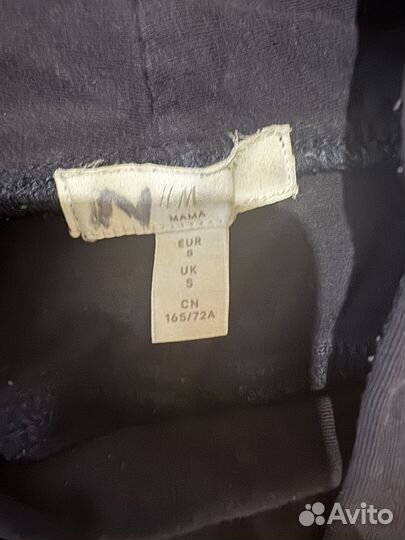 N H&M
MAMA
EUR
S
UK
S
CN
165/72A
Avito